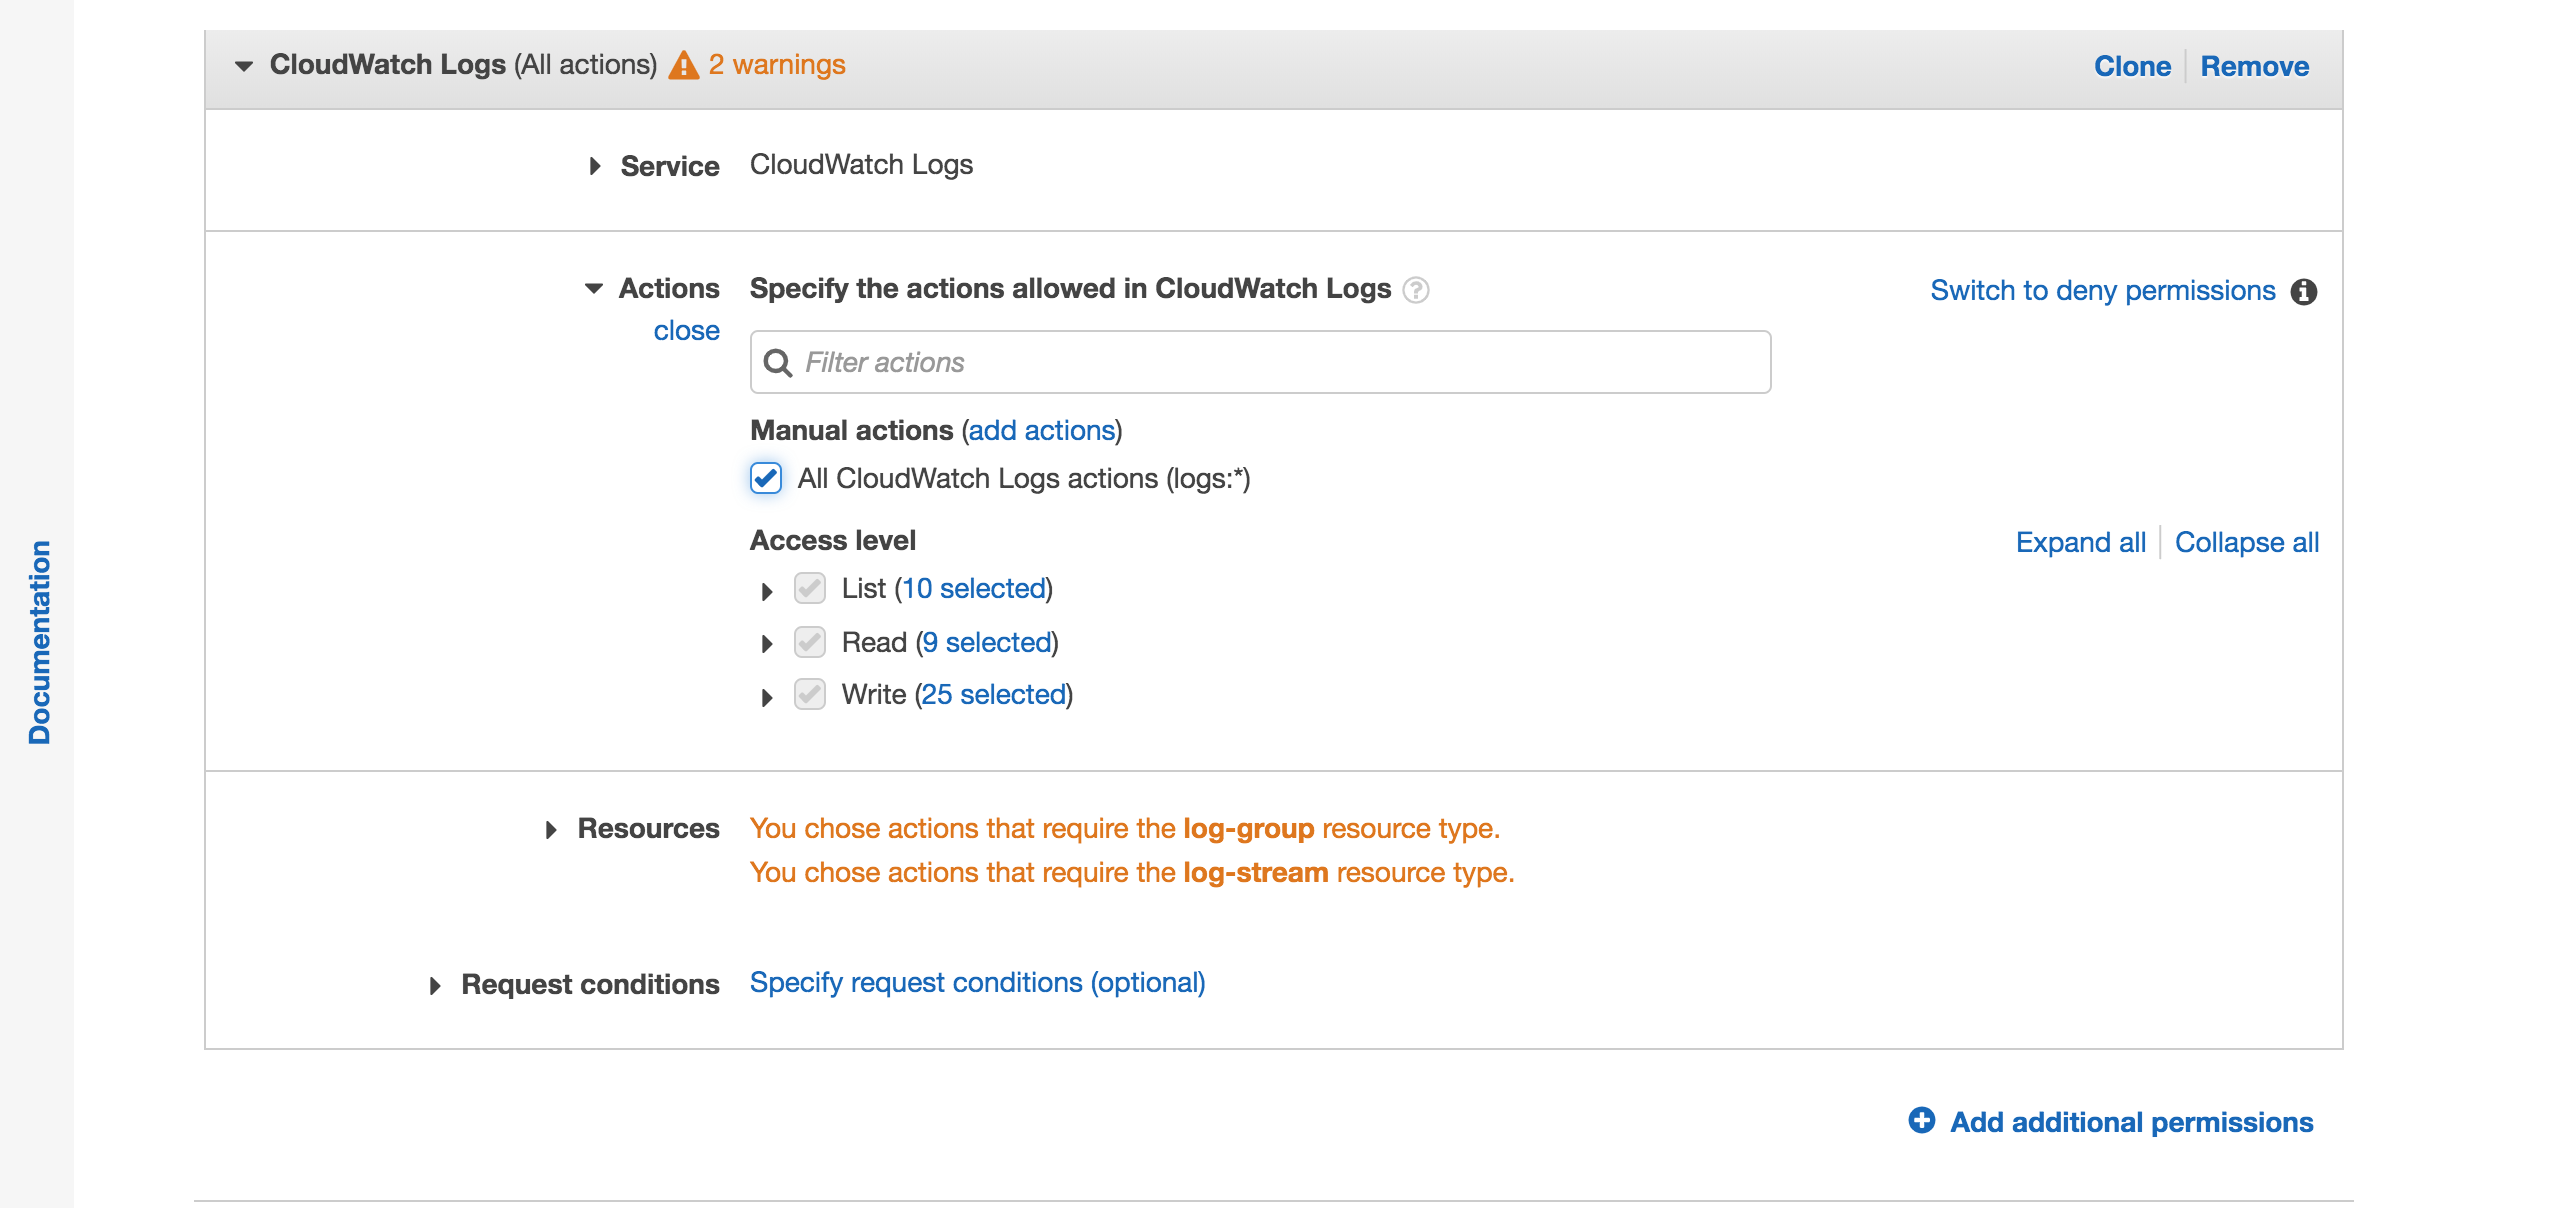 CloudWatch Logs (All actions) 2 warnings Clone Remove
Service CloudWatch Logs
Actions Specify the actions allowed in CloudWatch Logs ? Switch to deny permissions i
close
Filter actions
Manual actions (add actions)
All CloudWatch Logs actions (logs:*)
Access level Expand all Collapse all
List (10 selected)
Read (9 selected)
Write (25 selected)
Documentation
Resources You chose actions that require the log-group resource type.
You chose actions that require the log-stream resource type.
Request conditions Specify request conditions (optional)
Add additional permissions